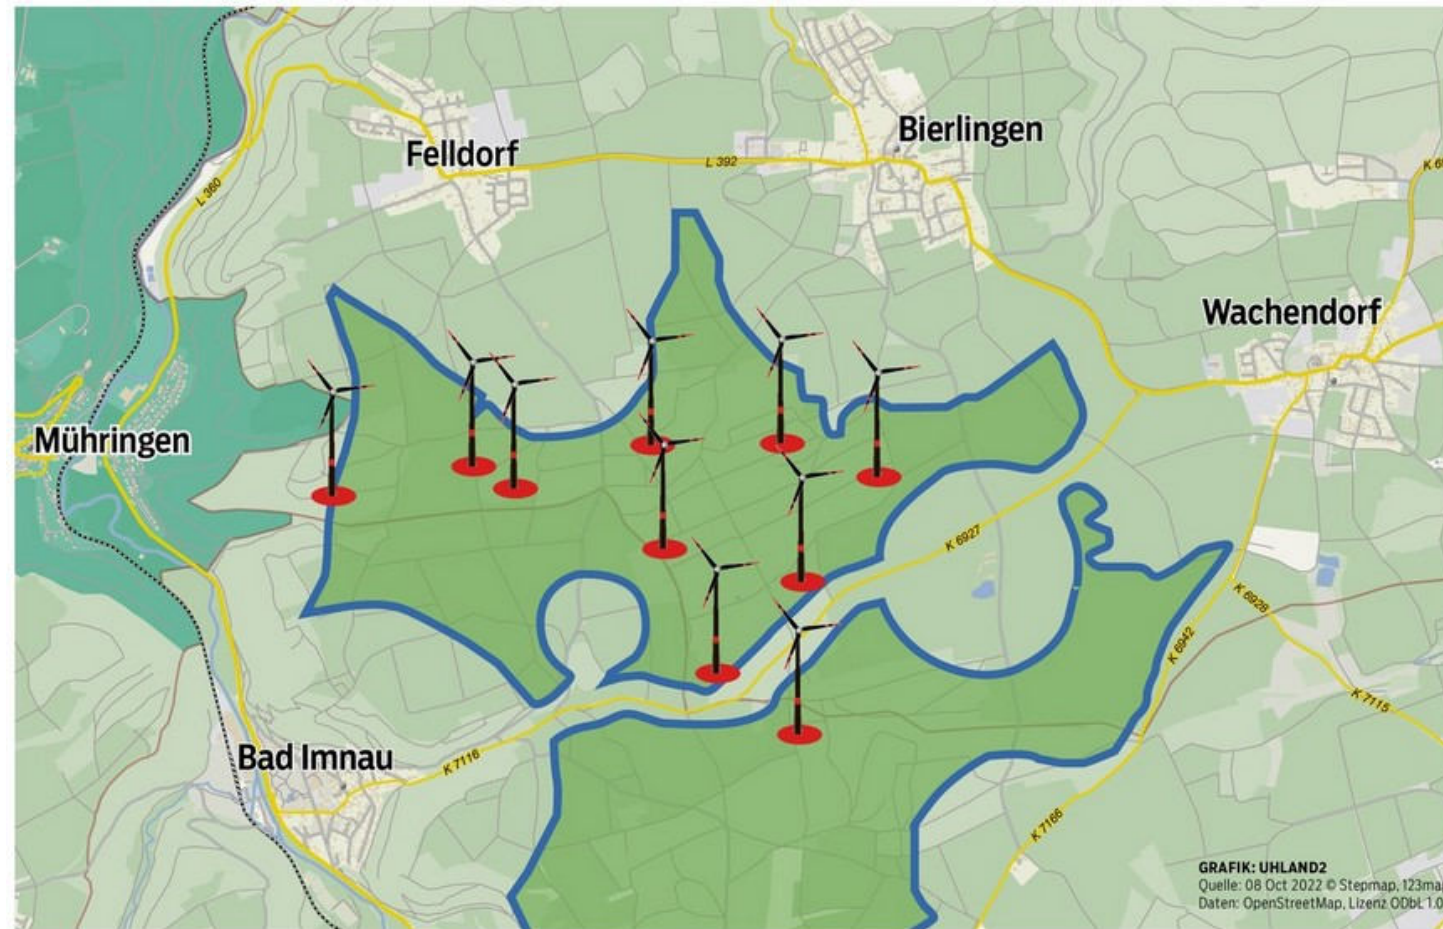 Bierlingen
Felldorf
L 392
K 69
L 360
Wachendorf
Mühringen
K 6927
K 6928
K 6942
K 7115
Bad Imnau
K 7116
K 7166
GRAFIK: UHLAND2
Quelle: 08 Oct 2022 © Stepmap, 123ma
Daten: OpenStreetMap, Lizenz ODbL 1.0